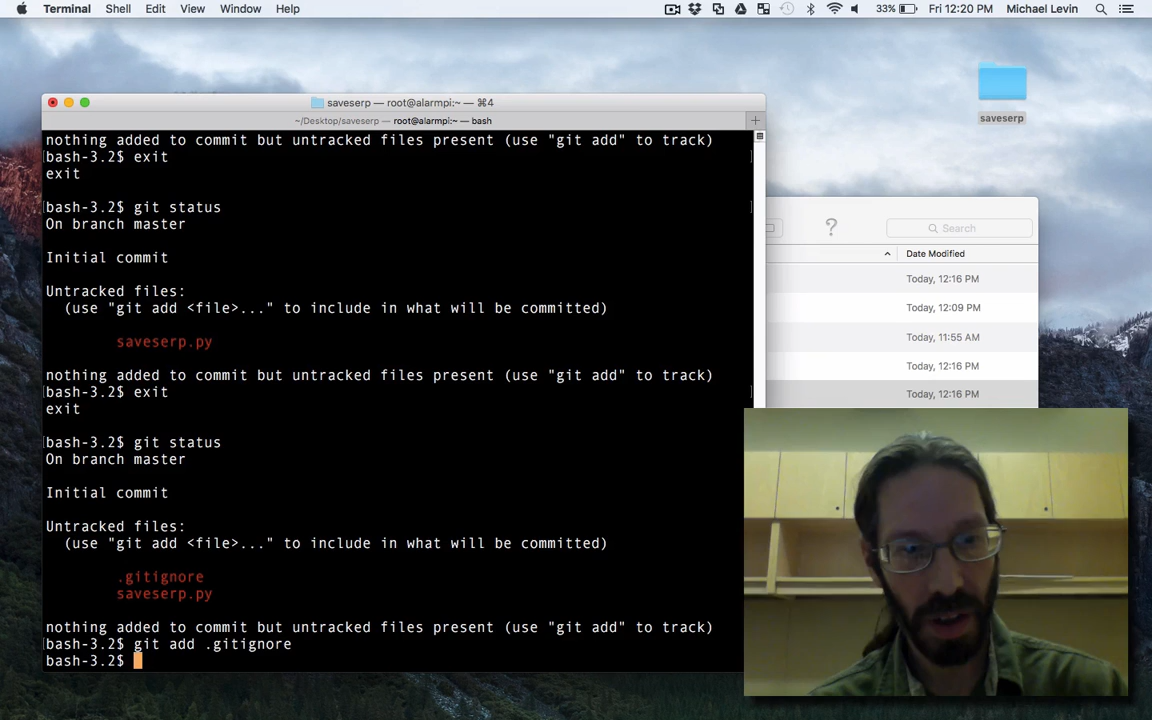 Terminal Shell Edit View Window Help 33% Fri 12:20 PM Michael Levin
saveserp
saveserp — root@alarmpi:~ — ⌘4
~/Desktop/saveserp — root@alarmpi:~ — bash
nothing added to commit but untracked files present (use "git add" to track)
bash-3.2$ exit
exit
bash-3.2$ git status
On branch master
Initial commit
Untracked files:
(use "git add <file>..." to include in what will be committed)
saveserp.py
nothing added to commit but untracked files present (use "git add" to track)
bash-3.2$ exit
exit
bash-3.2$ git status
On branch master
Initial commit
Untracked files:
(use "git add <file>..." to include in what will be committed)
.gitignore
saveserp.py
nothing added to commit but untracked files present (use "git add" to track)
bash-3.2$ git add .gitignore
bash-3.2$
? Search
Date Modified
Today, 12:16 PM
Today, 12:09 PM
Today, 11:55 AM
Today, 12:16 PM
Today, 12:16 PM